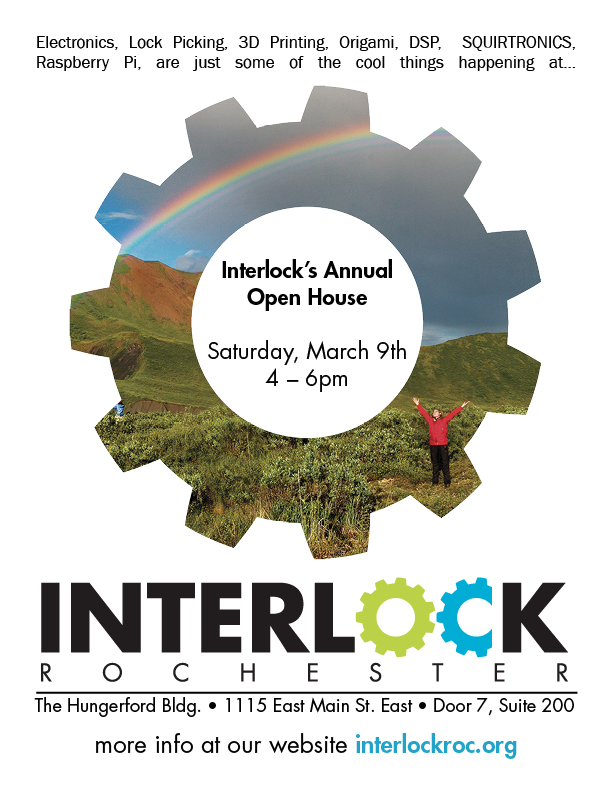 Electronics, Lock Picking, 3D Printing, Origami, DSP, SQUIRTRONICS,
Raspberry Pi, are just some of the cool things happening at...
Interlock's Annual
Open House
Saturday, March 9th
4 – 6pm
INTERLOCK
ROCHESTER
The Hungerford Bldg. • 1115 East Main St. East • Door 7, Suite 200
more info at our website interlockroc.org